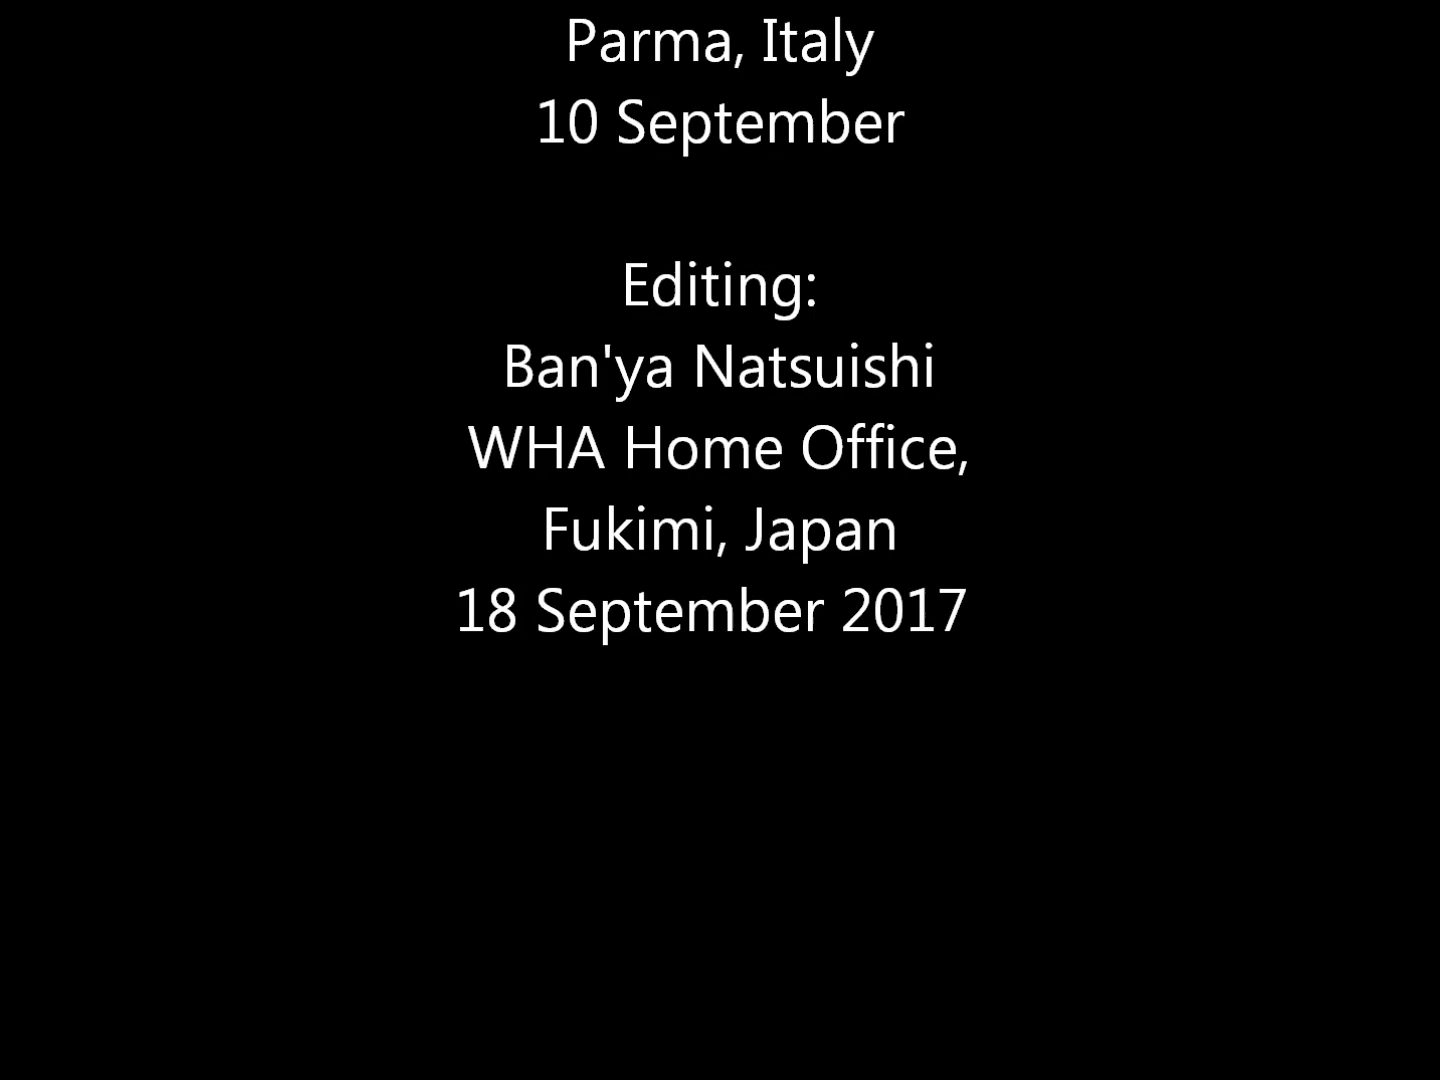 Parma, Italy
10 September
Editing:
Ban'ya Natsuishi
WHA Home Office,
Fukimi, Japan
18 September 2017